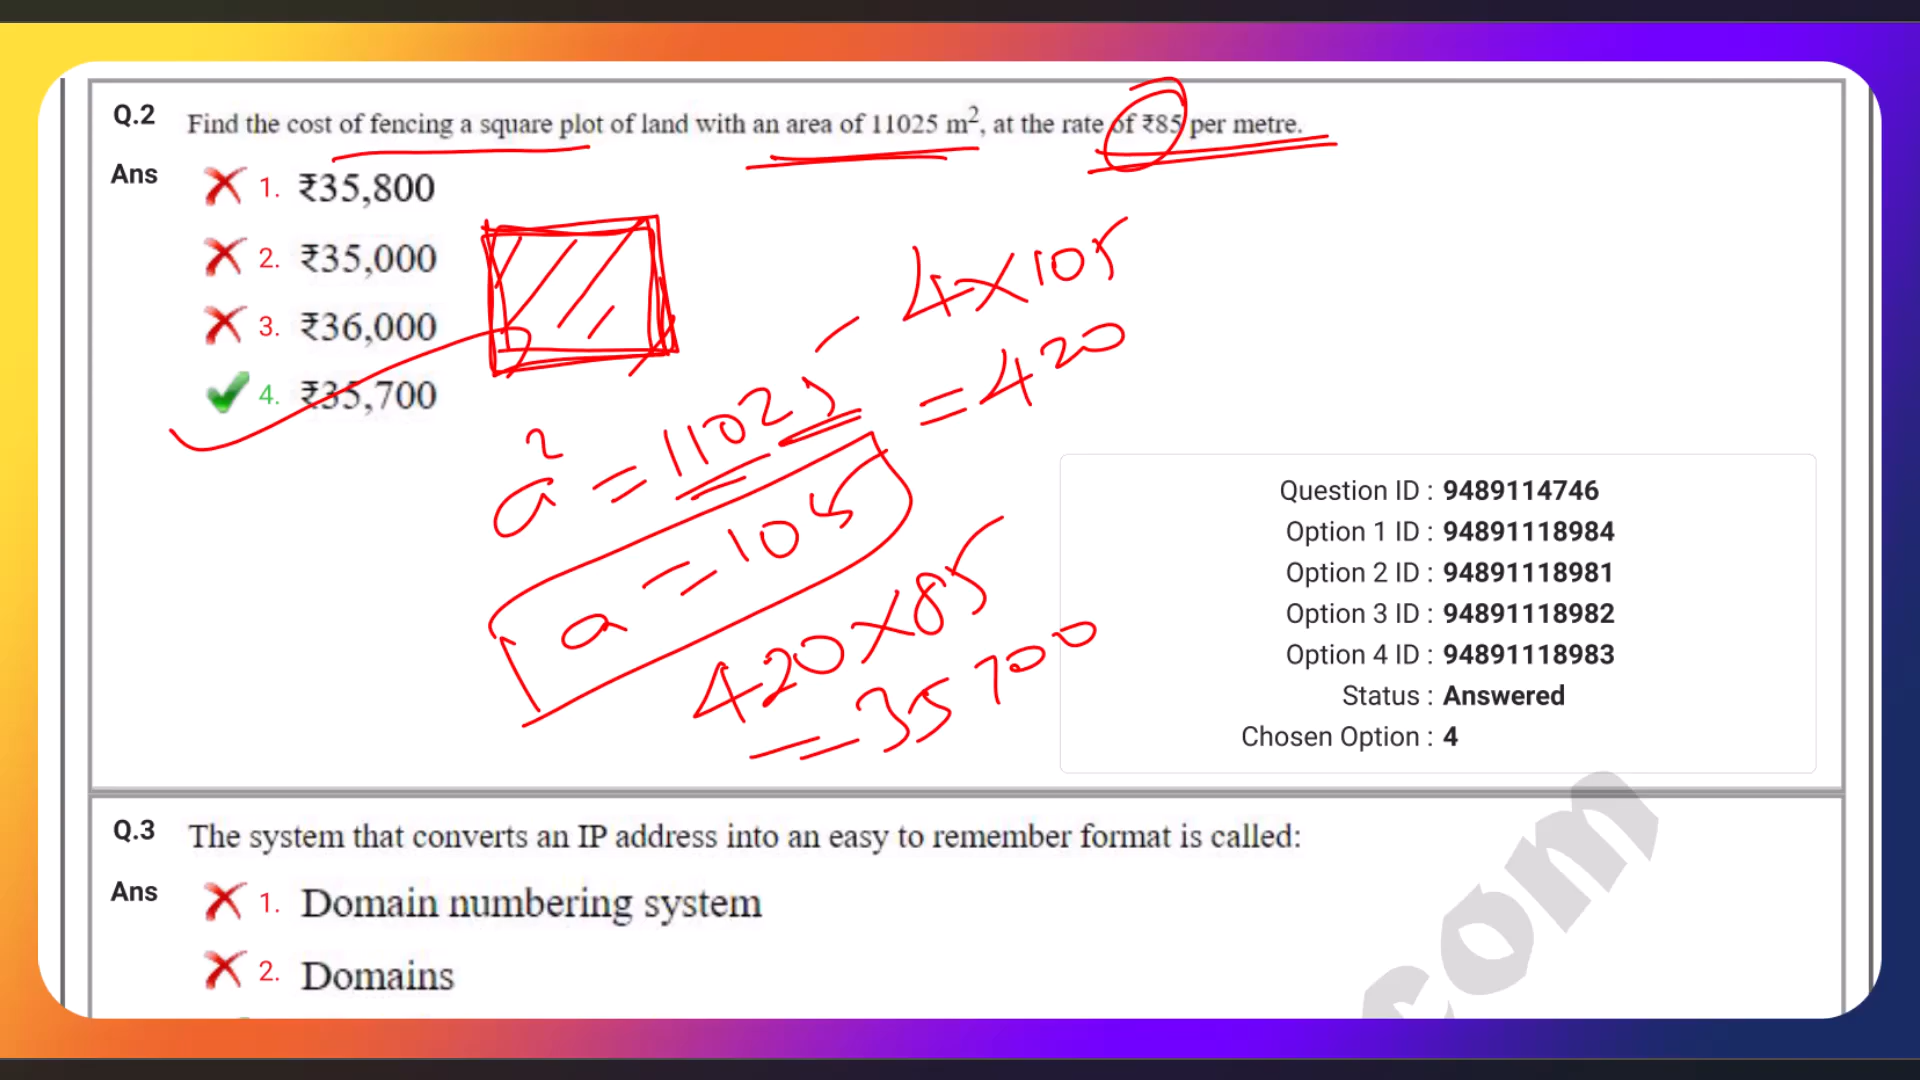 Q.2 Find the cost of fencing a square plot of land with an area of 11025 m², at the rate of ₹85 per metre.
Ans 1. ₹35,800
2. ₹35,000
3. ₹36,000
4. ₹35,700
4×105
= 420
a² = 11025
a = 105
420×85
= 35700
Question ID : 9489114746
Option 1 ID : 94891118984
Option 2 ID : 94891118981
Option 3 ID : 94891118982
Option 4 ID : 94891118983
Status : Answered
Chosen Option : 4
Q.3 The system that converts an IP address into an easy to remember format is called:
Ans 1. Domain numbering system
2. Domains
com